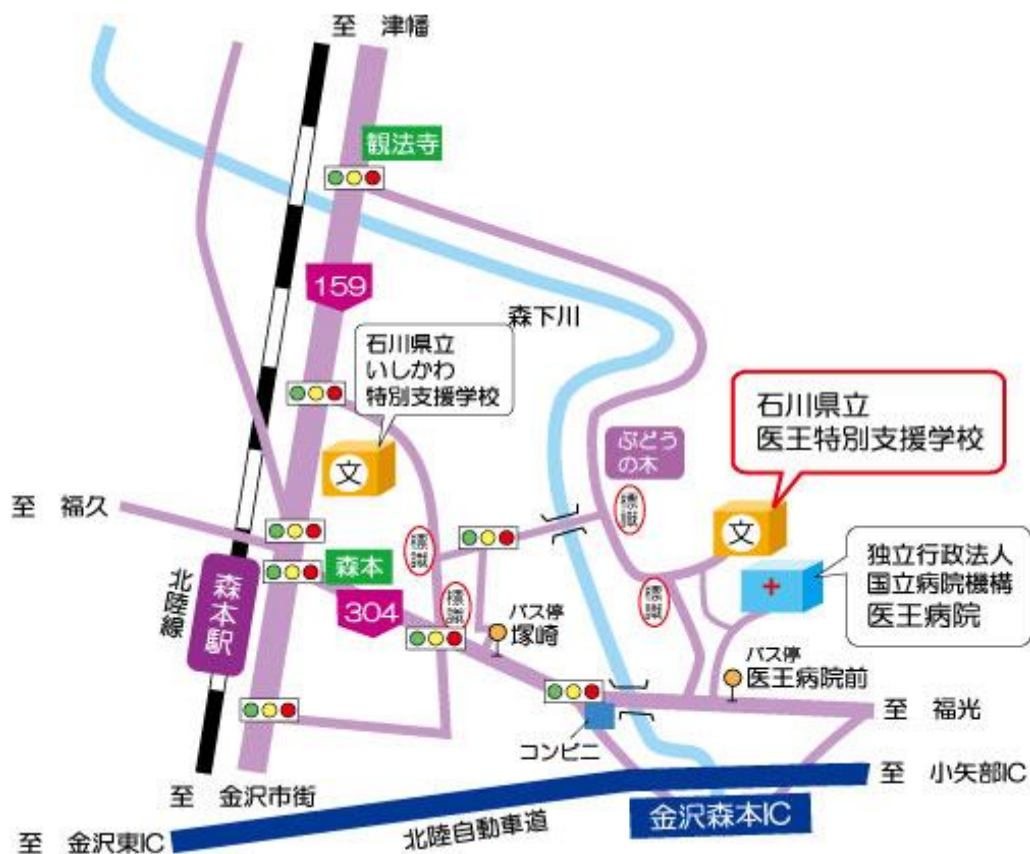 至　津幡
観法寺
159
森下川
石川県立
いしかわ
特別支援学校
文
石川県立
医王特別支援学校
ぶどう
の木
標識
文
至　福久
森本
標識
304
標識
標識
独立行政法人
国立病院機構
医王病院
北陸線
森本駅
バス停
塚崎
バス停
医王病院前
至　福光
コンビニ
至　小矢部IC
至　金沢市街
金沢森本IC
北陸自動車道
至　金沢東IC